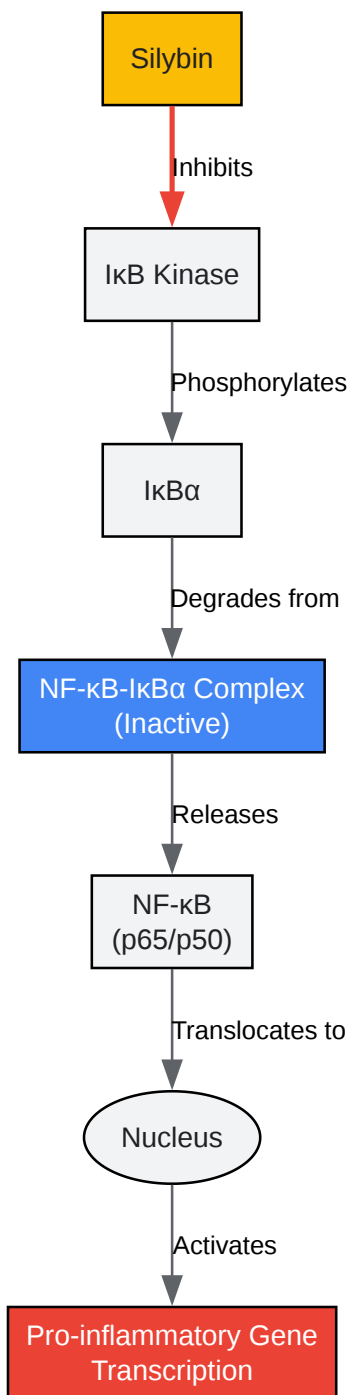 Silybin
Inhibits
IκB Kinase
Phosphorylates
IκBα
Degrades from
NF-κB-IκBα Complex
(Inactive)
Releases
NF-κB
(p65/p50)
Translocates to
Nucleus
Activates
Pro-inflammatory Gene
Transcription